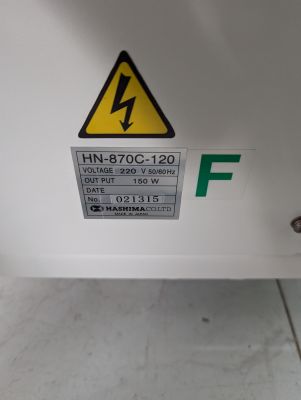 HN-870C-120
VOLTAGE 220 V 50/60Hz
OUT PUT 150 W
DATE
No. 021315
HASHIMA CO.LTD
MADE IN JAPAN
F